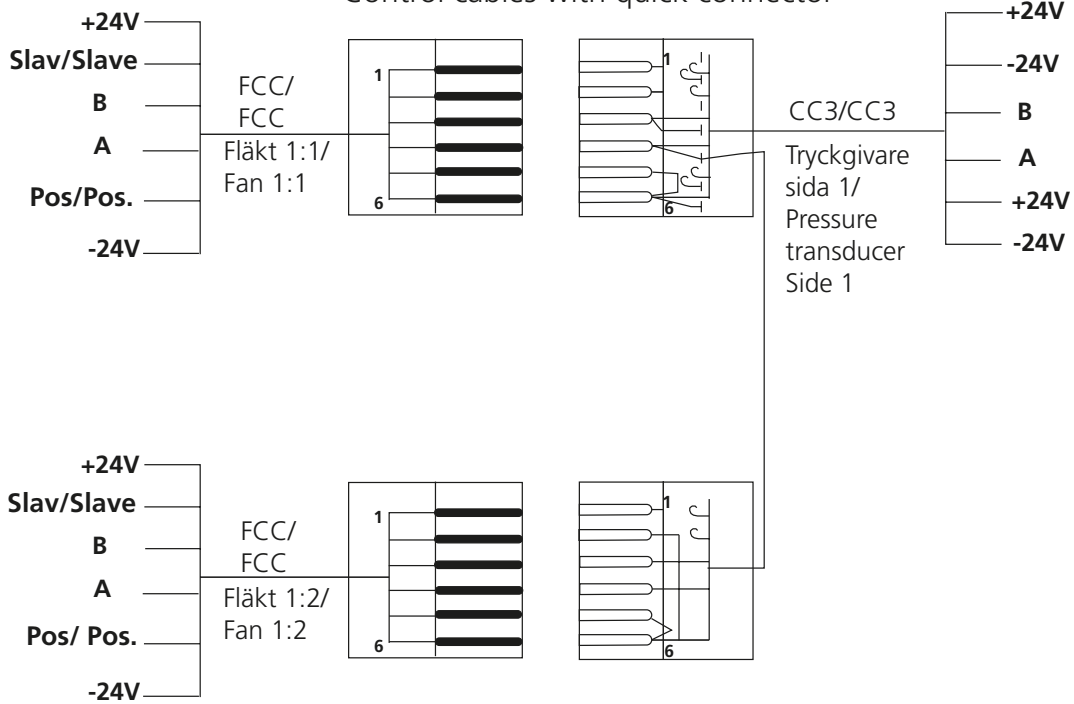 Control cables with quick connector
+24V
Slav/Slave
B
A
Pos/Pos.
-24V
FCC/
FCC
Fläkt 1:1/
Fan 1:1
1
6
1
6
CC3/CC3
Tryckgivare
sida 1/
Pressure
transducer
Side 1
+24V
-24V
B
A
+24V
-24V
+24V
Slav/Slave
B
A
Pos/ Pos.
-24V
FCC/
FCC
Fläkt 1:2/
Fan 1:2
1
6
1
6